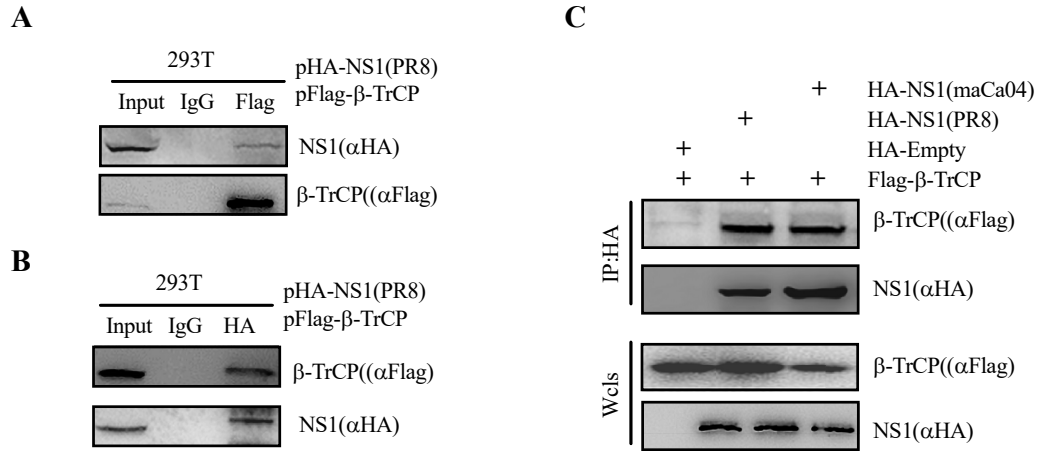 A
293T
pHA-NS1(PR8)
pFlag-β-TrCP
Input IgG Flag
NS1(αHA)
β-TrCP((αFlag)
B
293T
pHA-NS1(PR8)
pFlag-β-TrCP
Input IgG HA
β-TrCP((αFlag)
NS1(αHA)
C
+ HA-NS1(maCa04)
+ HA-NS1(PR8)
+ HA-Empty
+ + + Flag-β-TrCP
IP:HA
β-TrCP((αFlag)
NS1(αHA)
Wcls
β-TrCP((αFlag)
NS1(αHA)